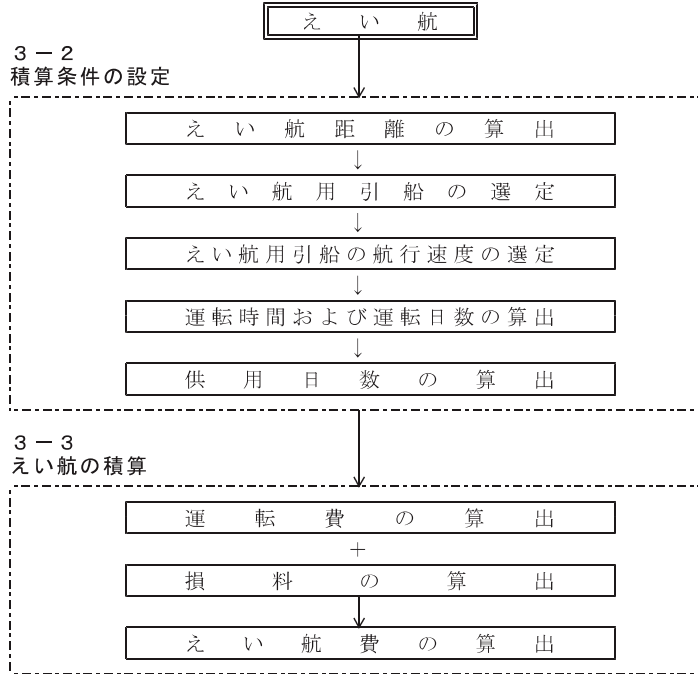 えい航
3－2
積算条件の設定
えい航距離の算出
↓
えい航用引船の選定
↓
えい航用引船の航行速度の選定
↓
運転時間および運転日数の算出
↓
供用日数の算出
3－3
えい航の積算
運転費の算出
＋
損料の算出
えい航費の算出